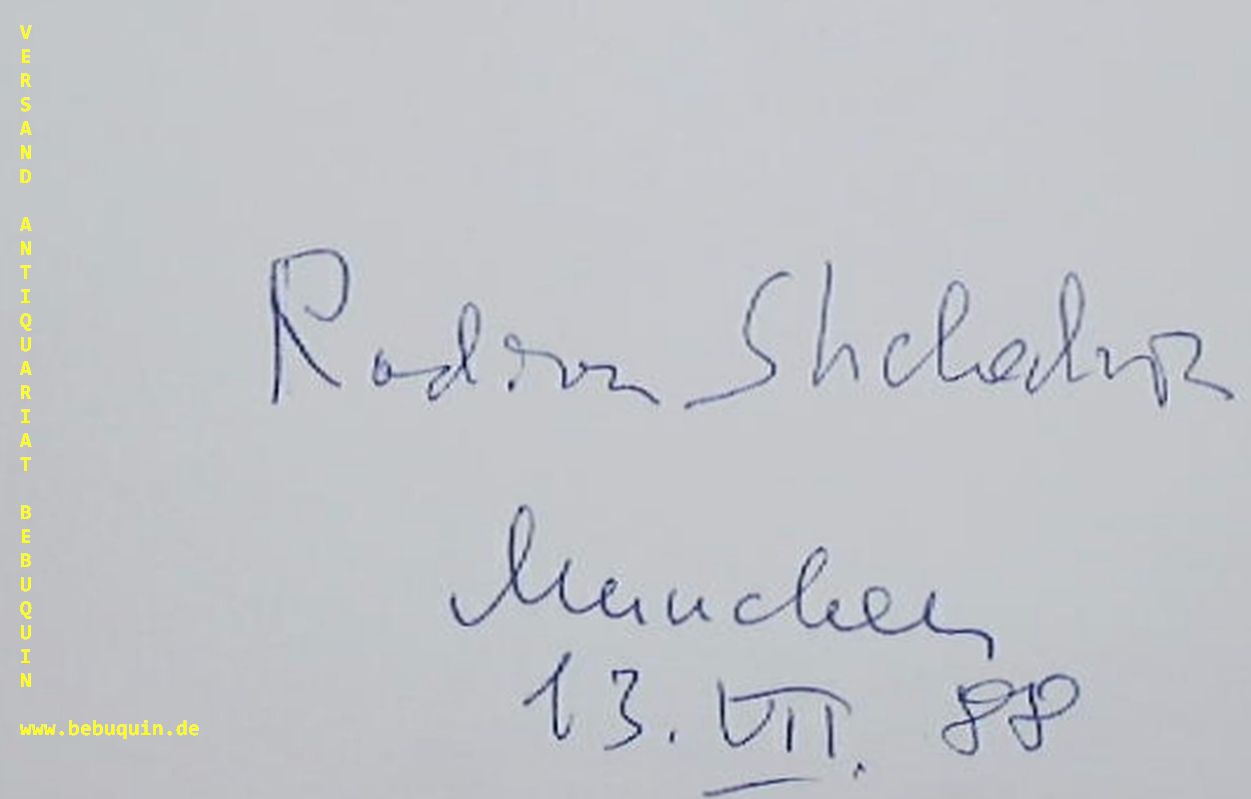 Rodion Shchedrin
München
13. VII. 88
VERSAND ANTIQUARIAT BEBUQUIN
www.bebuquin.de